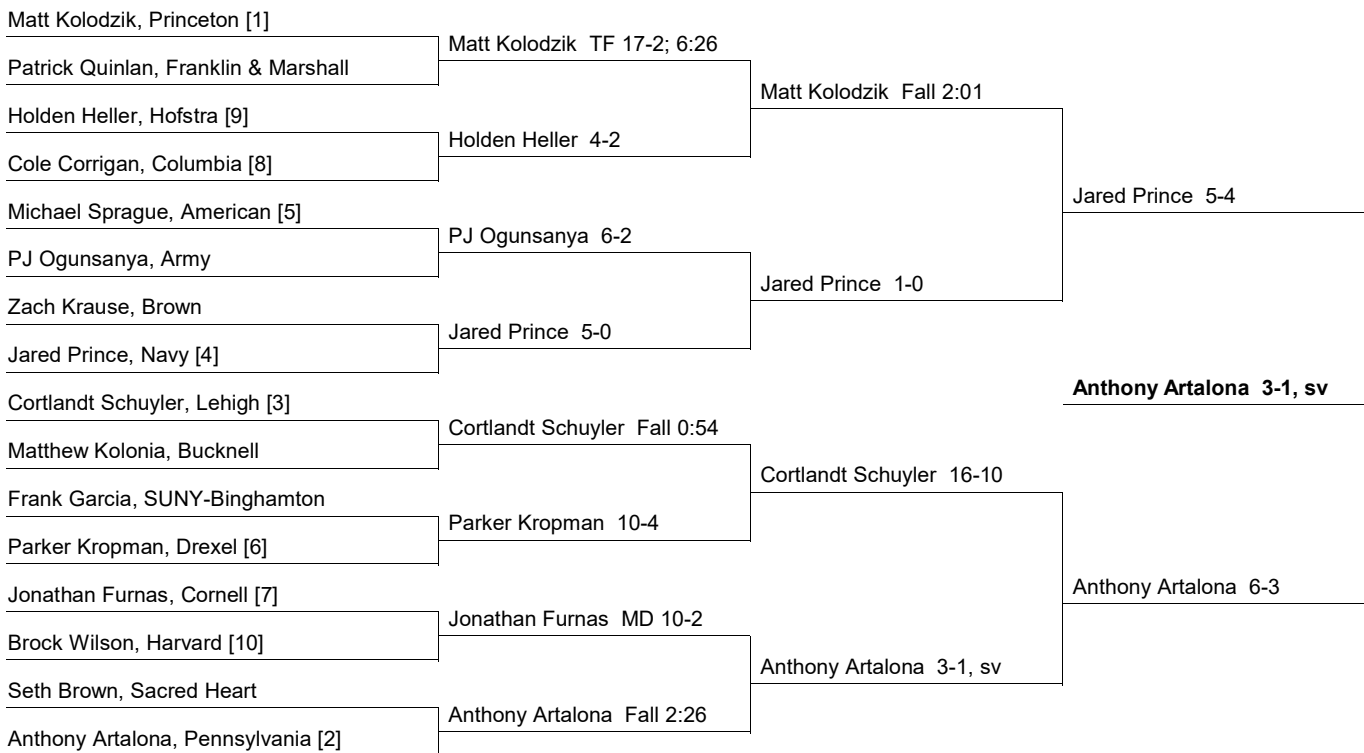 Matt Kolodzik, Princeton [1]
Matt Kolodzik TF 17-2; 6:26
Patrick Quinlan, Franklin & Marshall
Matt Kolodzik Fall 2:01
Holden Heller, Hofstra [9]
Holden Heller 4-2
Cole Corrigan, Columbia [8]
Jared Prince 5-4
Michael Sprague, American [5]
PJ Ogunsanya 6-2
PJ Ogunsanya, Army
Jared Prince 1-0
Zach Krause, Brown
Jared Prince 5-0
Jared Prince, Navy [4]
Anthony Artalona 3-1, sv
Cortlandt Schuyler, Lehigh [3]
Cortlandt Schuyler Fall 0:54
Matthew Kolonia, Bucknell
Cortlandt Schuyler 16-10
Frank Garcia, SUNY-Binghamton
Parker Kropman 10-4
Parker Kropman, Drexel [6]
Anthony Artalona 6-3
Jonathan Furnas, Cornell [7]
Jonathan Furnas MD 10-2
Brock Wilson, Harvard [10]
Anthony Artalona 3-1, sv
Seth Brown, Sacred Heart
Anthony Artalona Fall 2:26
Anthony Artalona, Pennsylvania [2]